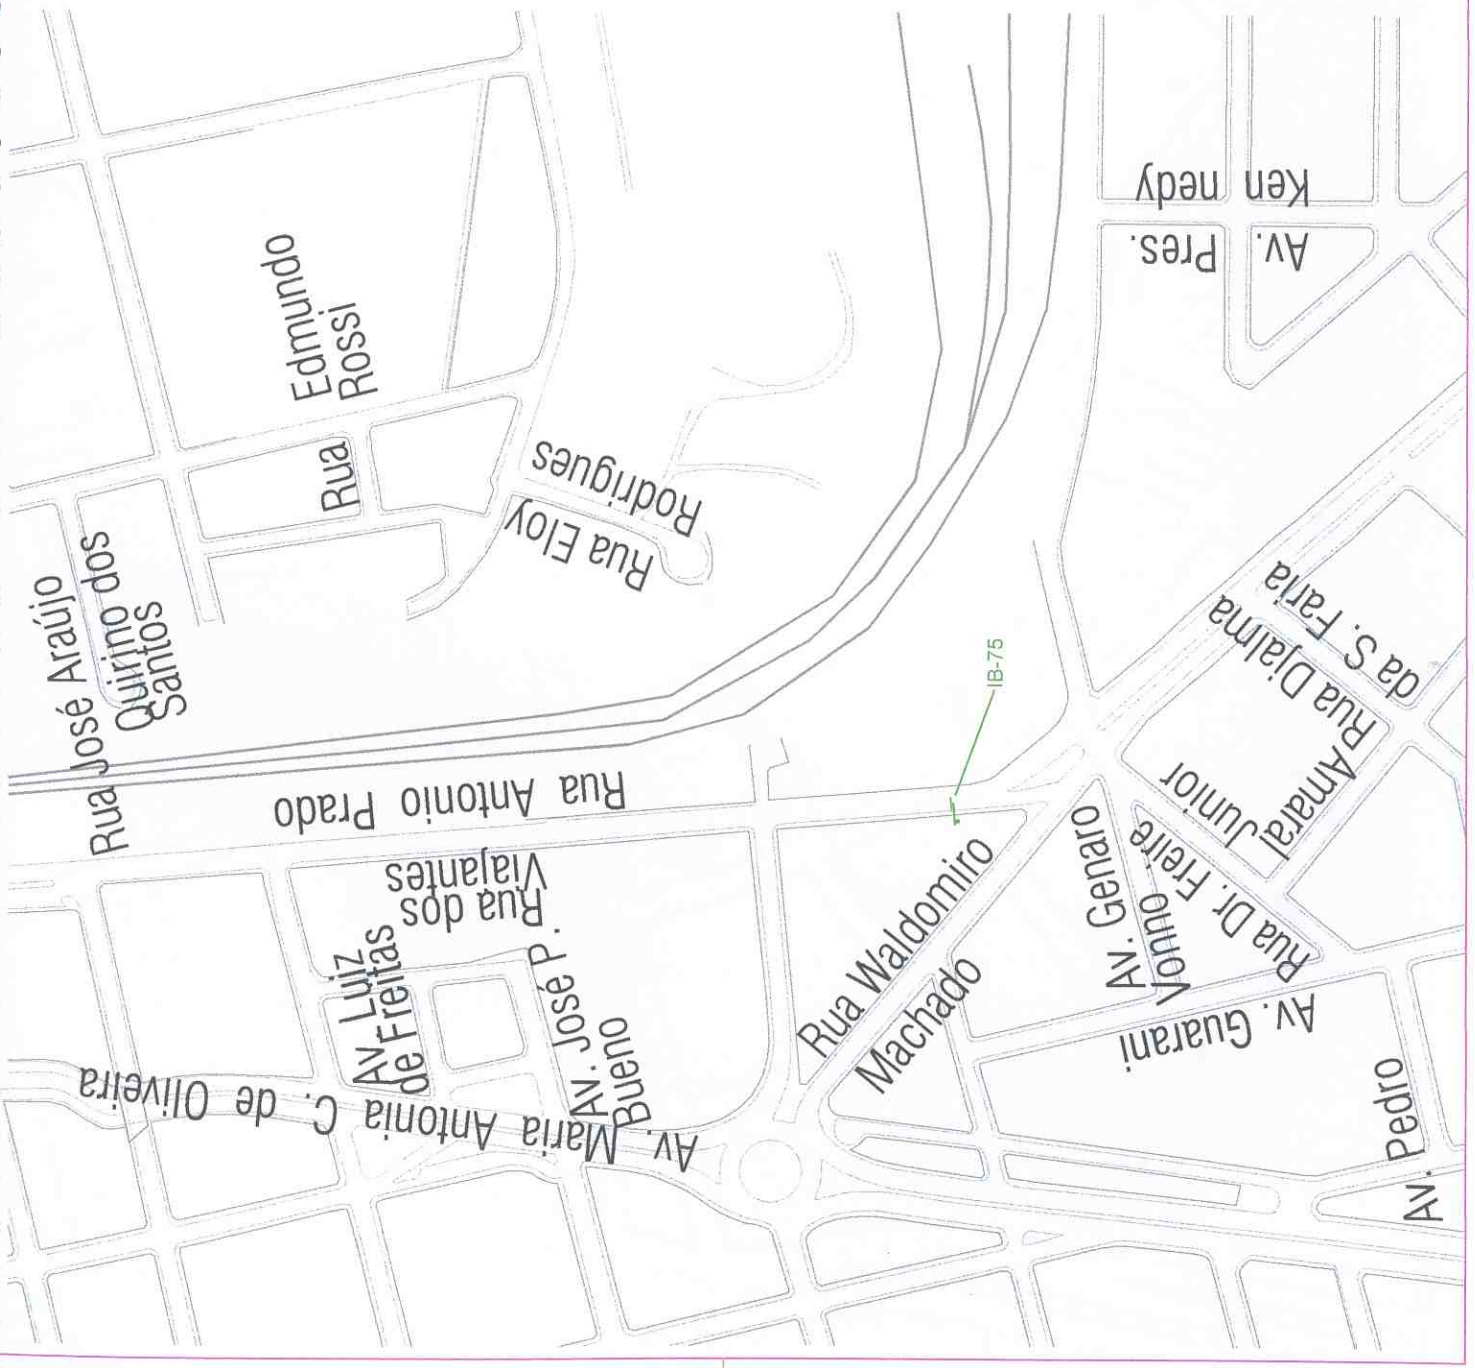 Rua José Araújo
Quirino dos
Santos
Edmundo
Rossi
Rua
Rua Eloy
Rodrigues
Av. Pres.
Ken nedy
Rua Antonio Prado
Rua dos
Viajantes
IB-75
Rua Djalma
da S. Faria
Amaral
Junior
Rua Dr. Freire
Av. Genaro
Vonno
Rua Waldomiro
Machado
Av. Luiz
de Freitas
Av. José P.
Bueno
Av. Maria Antonia C. de Oliveira
Av. Guarani
Av. Pedro